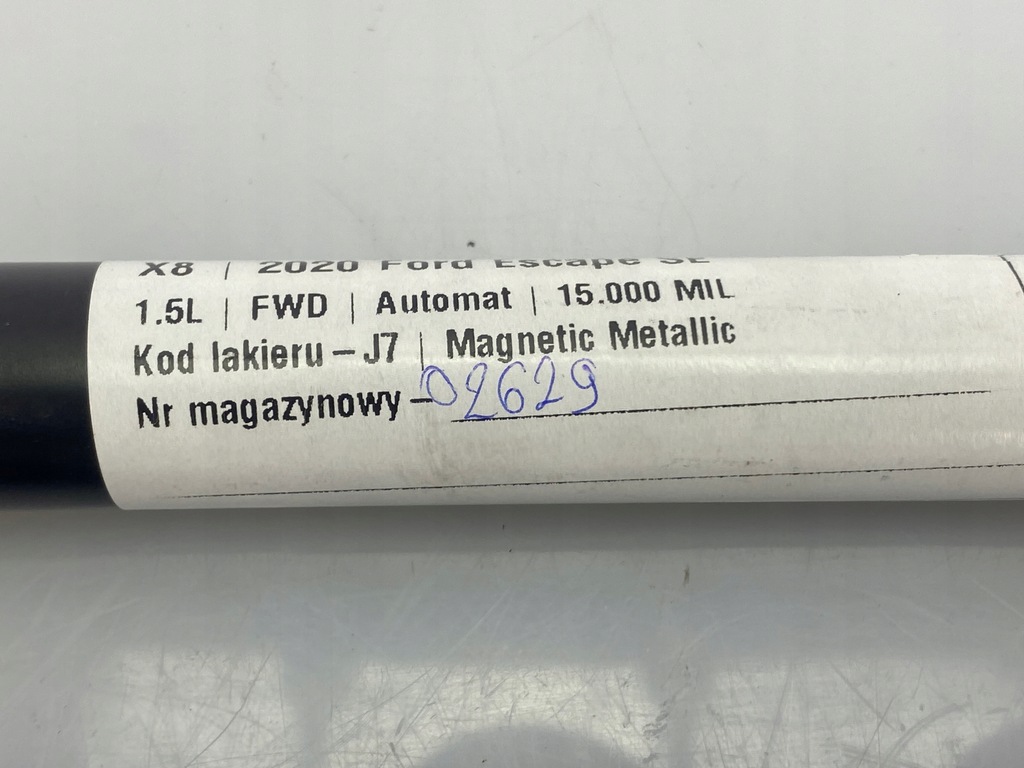 X8 | 2020 Ford Escape SE
1.5L | FWD | Automat | 15.000 MIL
Kod lakieru – J7 | Magnetic Metallic
Nr magazynowy – 02629